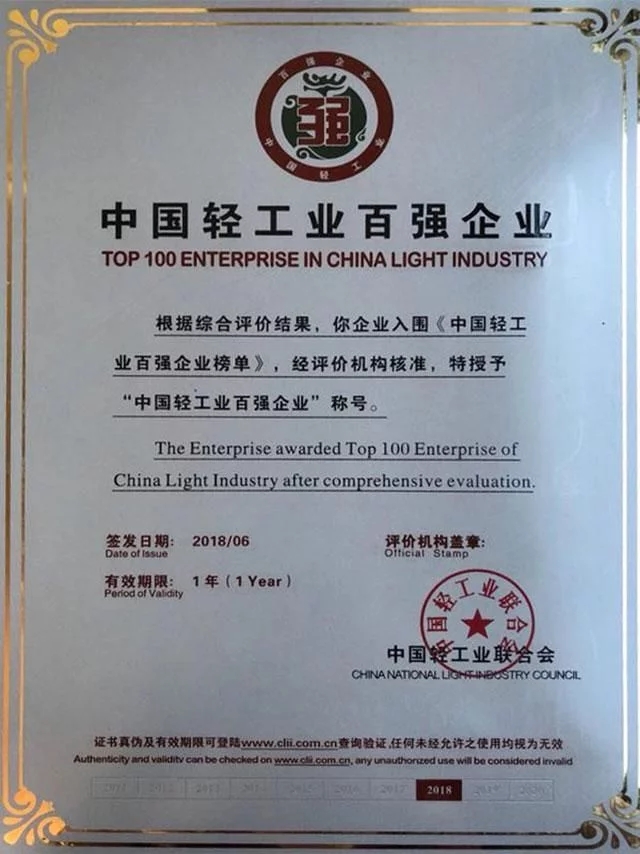 百强企业
强
中国轻工
中国轻工业百强企业
TOP 100 ENTERPRISE IN CHINA LIGHT INDUSTRY
根据综合评价结果，你企业入围《中国轻工
业百强企业榜单》，经评价机构核准，特授予
“中国轻工业百强企业”称号。
The Enterprise awarded Top 100 Enterprise of
China Light Industry after comprehensive evaluation.
签发日期： 2018/06
Date of Issue
有效期限： 1 年（1 Year）
Period of Validity
评价机构盖章：
Official Stamp
中国轻工业联合会
中国轻工业联合会
CHINA NATIONAL LIGHT INDUSTRY COUNCIL
证书真伪及有效期限可登陆www.clii.com.cn查询验证,任何未经允许之使用均视为无效
Authenticity and validity can be checked on www.clii.com.cn, any unauthorized use will be considered invalid
2011 2012 2013 2014 2015 2016 2017 2018 2019 2020